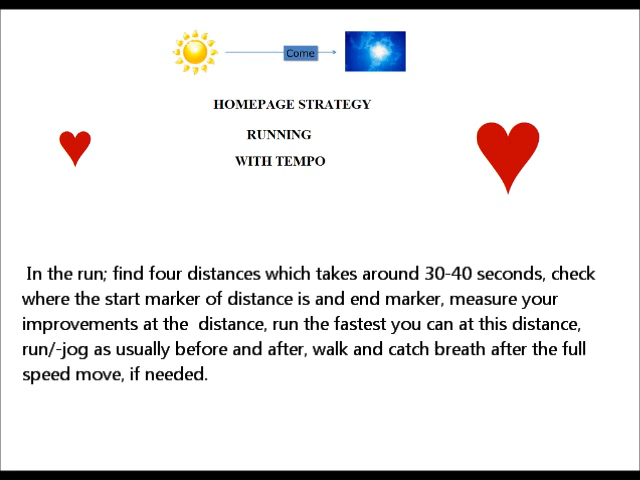 Come
HOMEPAGE STRATEGY
RUNNING
WITH TEMPO
In the run; find four distances which takes around 30-40 seconds, check
where the start marker of distance is and end marker, measure your
improvements at the  distance, run the fastest you can at this distance,
run/-jog as usually before and after, walk and catch breath after the full
speed move, if needed.